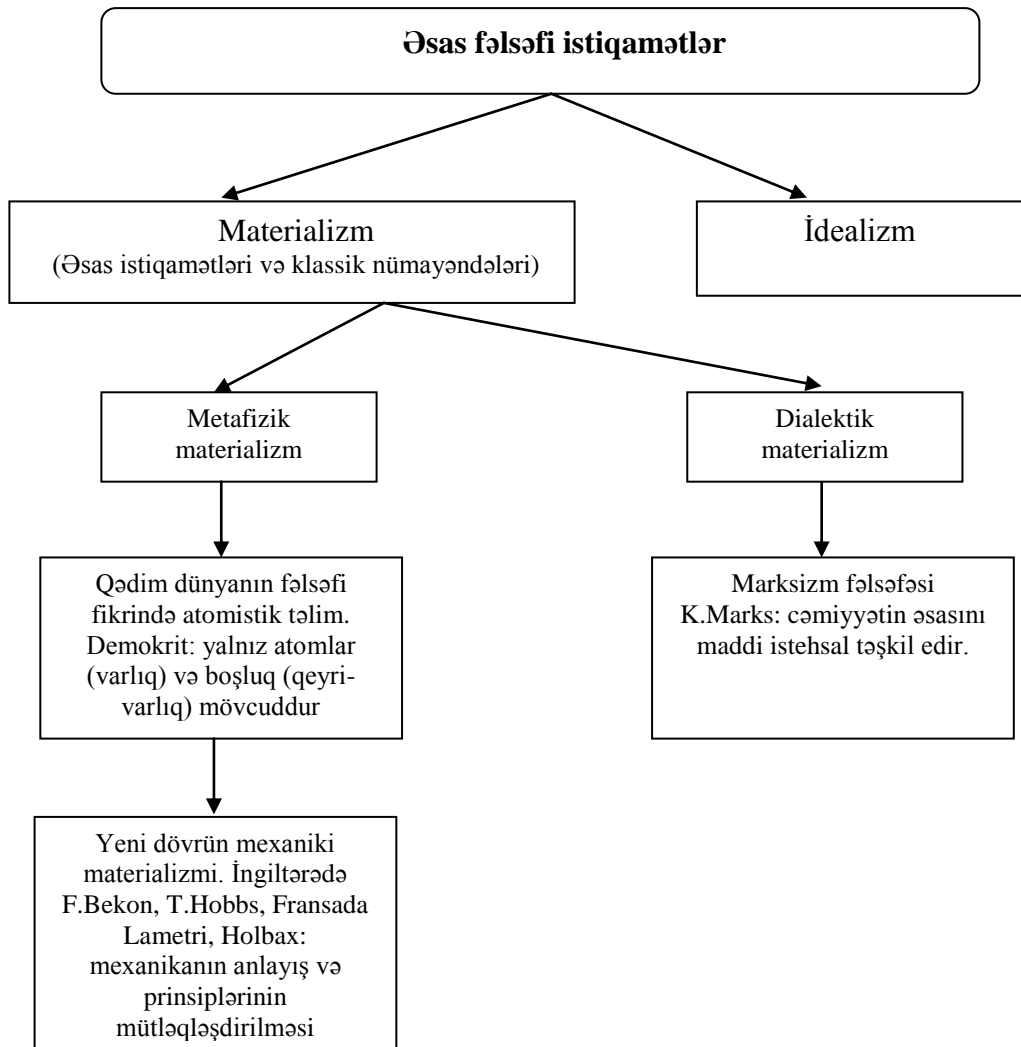 Əsas fəlsəfi istiqamətlər
Materializm
(Əsas istiqamətləri və klassik nümayəndələri)
İdealizm
Metafizik
materializm
Dialektik
materializm
Qədim dünyanın fəlsəfi
fikrində atomistik təlim.
Demokrit: yalnız atomlar
(varlıq) və boşluq (qeyri-
varlıq) mövcuddur
Marksizm fəlsəfəsi
K.Marks: cəmiyyətin əsasını
maddi istehsal təşkil edir.
Yeni dövrün mexaniki
materializmi. İngiltərədə
F.Bekon, T.Hobbs, Fransada
Lametri, Holbax:
mexanikanın anlayış və
prinsiplərinin
mütləqləşdirilməsi